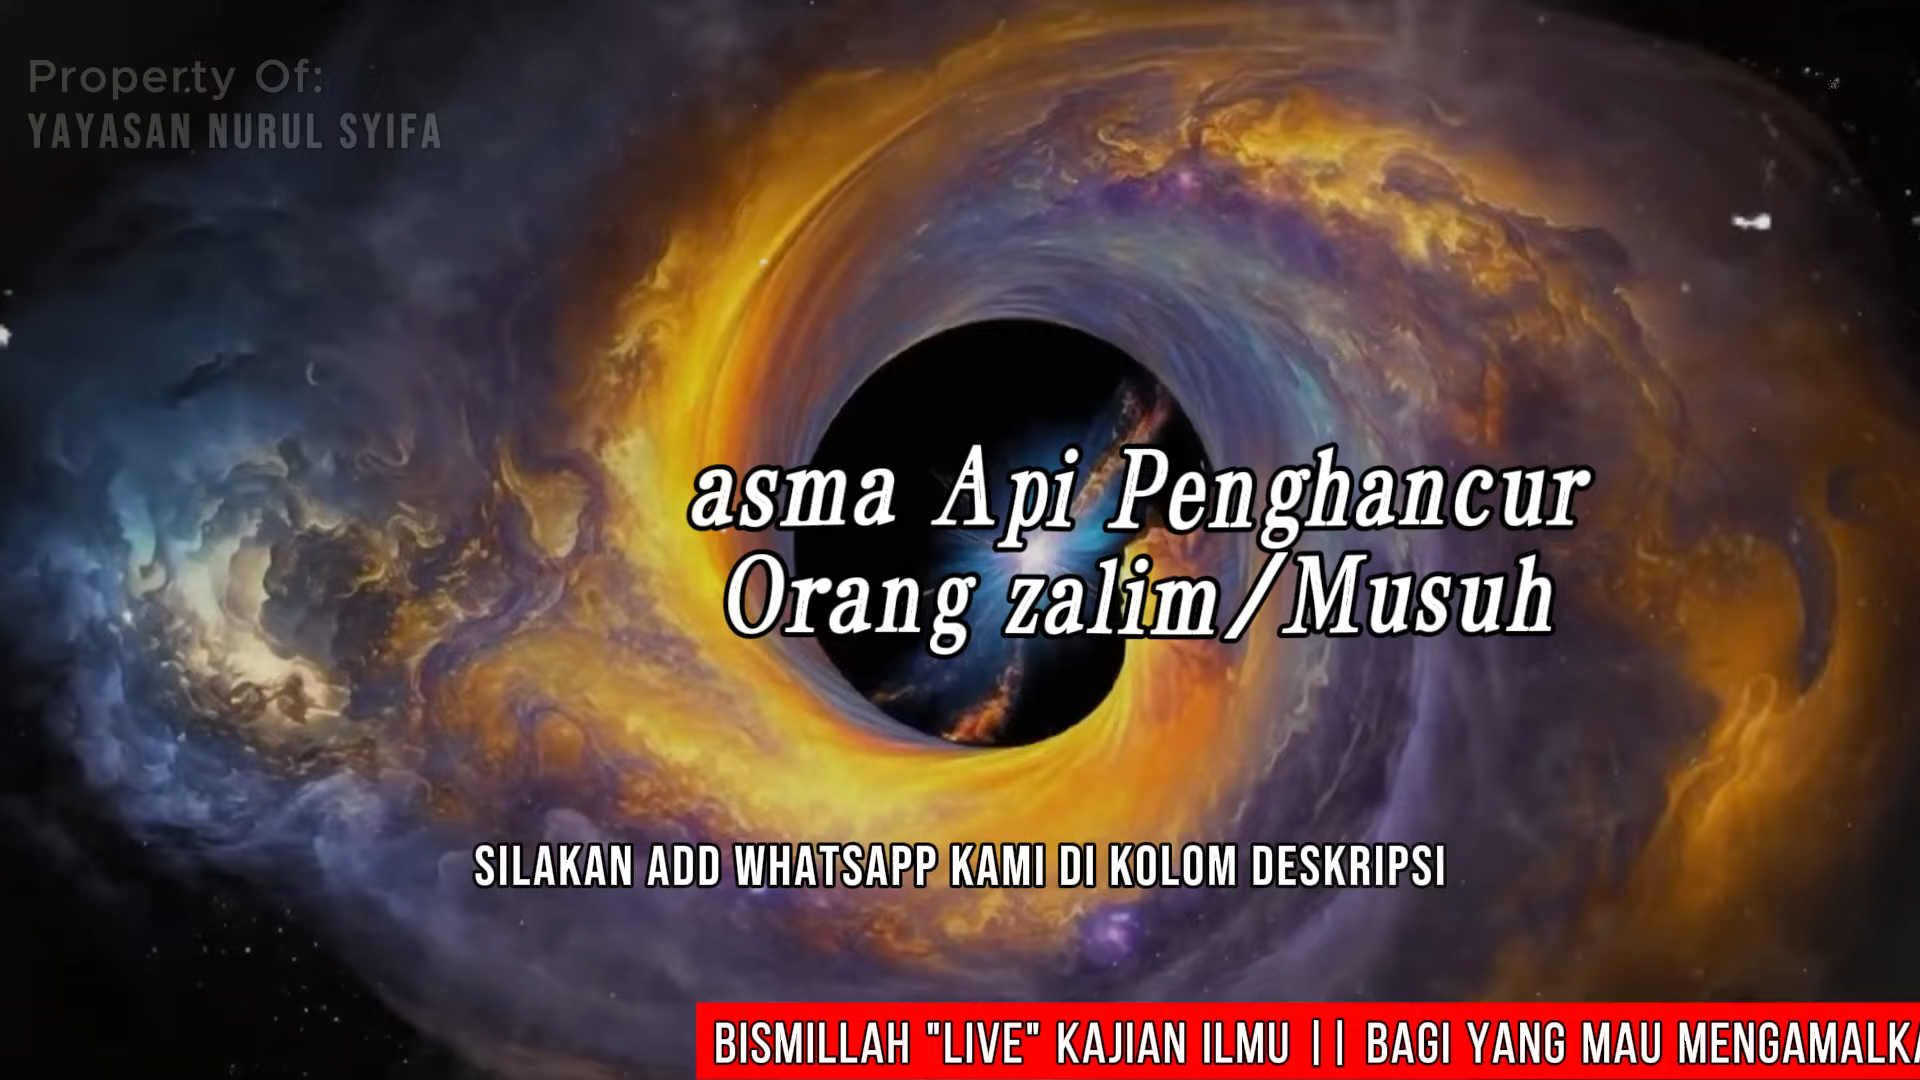 Property Of:
YAYASAN NURUL SYIFA
asma Api Penghancur
Orang zalim/Musuh
SILAKAN ADD WHATSAPP KAMI DI KOLOM DESKRIPSI
BISMILLAH "LIVE" KAJIAN ILMU || BAGI YANG MAU MENGAMALKA